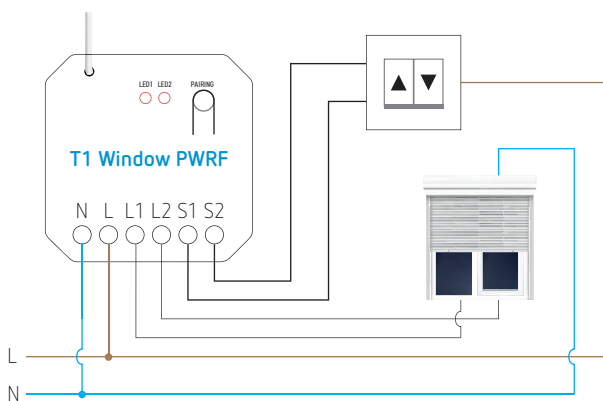 LED1 LED2 PAIRING
T1 Window PWRF
N L L1 L2 S1 S2
L
N